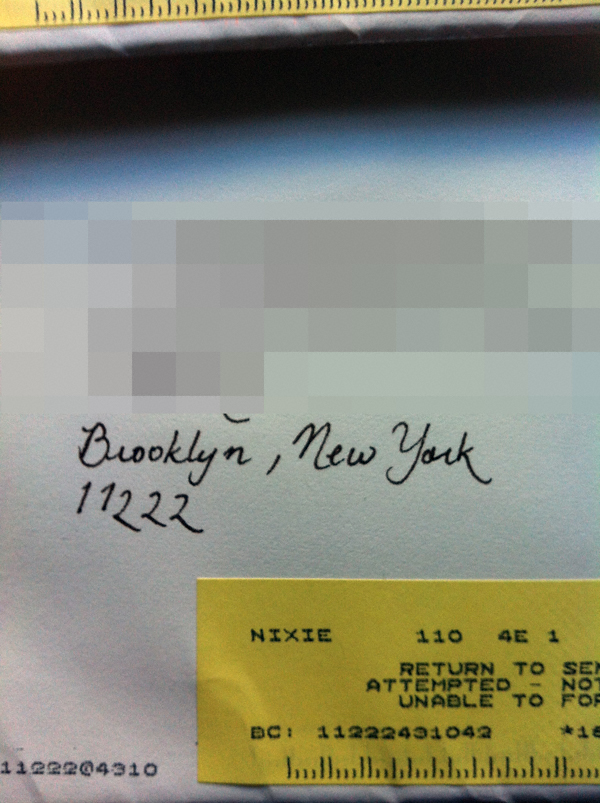 Brooklyn, New York
11222
NIXIE 110 4E 1
RETURN TO SEN
ATTEMPTED - NOT
UNABLE TO FOR
BC: 11222431042 *18
11222@4310